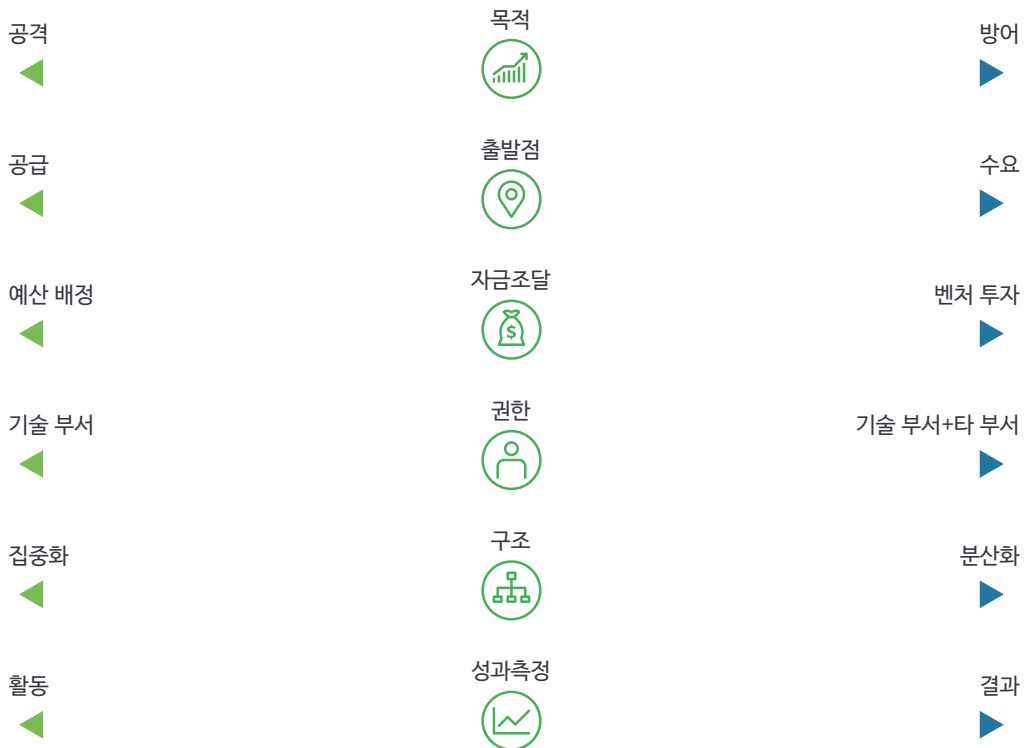 목적
공격
방어
출발점
공급
수요
자금조달
예산 배정
벤처 투자
$
권한
기술 부서
기술 부서+타 부서
구조
집중화
분산화
성과측정
활동
결과